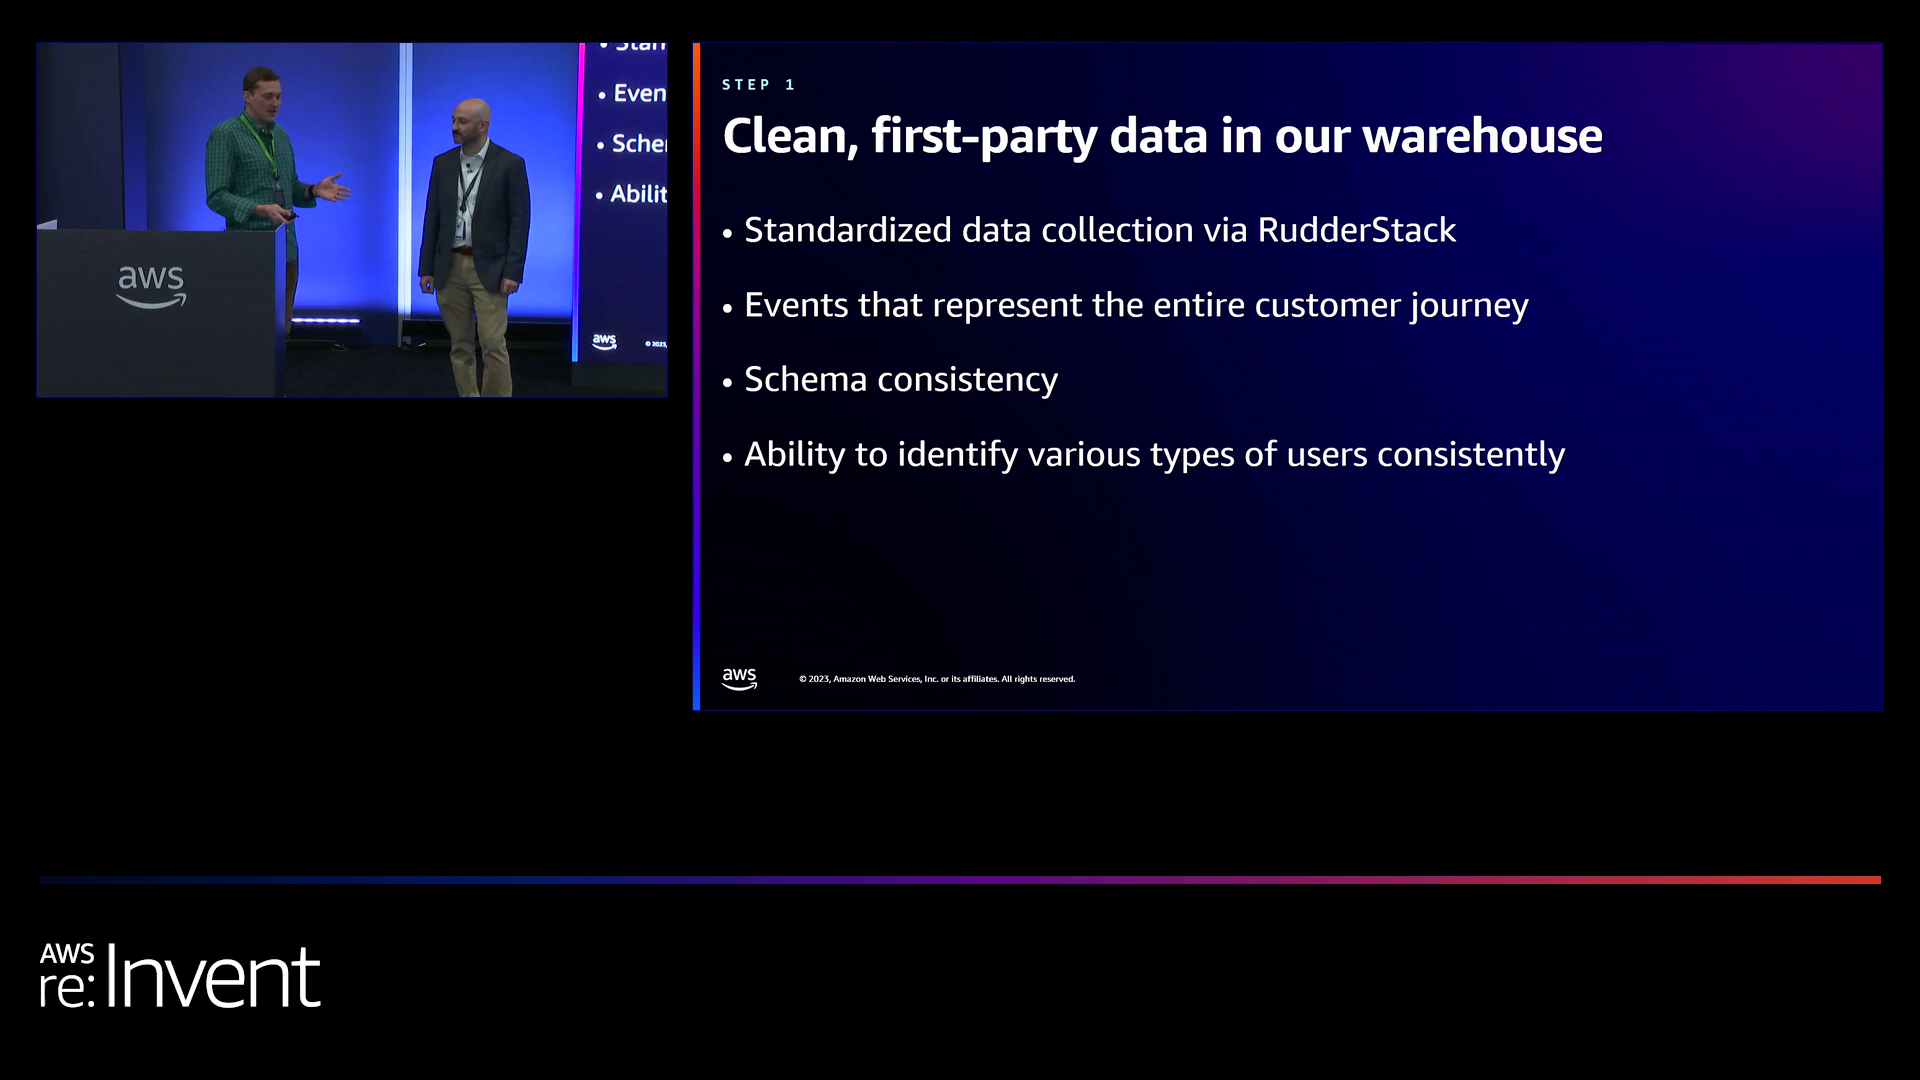 Stan
• Even
• Sche
• Abilit
aws
aws
© 2023,
STEP 1
Clean, first-party data in our warehouse
• Standardized data collection via RudderStack
• Events that represent the entire customer journey
• Schema consistency
• Ability to identify various types of users consistently
aws
© 2023, Amazon Web Services, Inc. or its affiliates. All rights reserved.
AWS
re:Invent